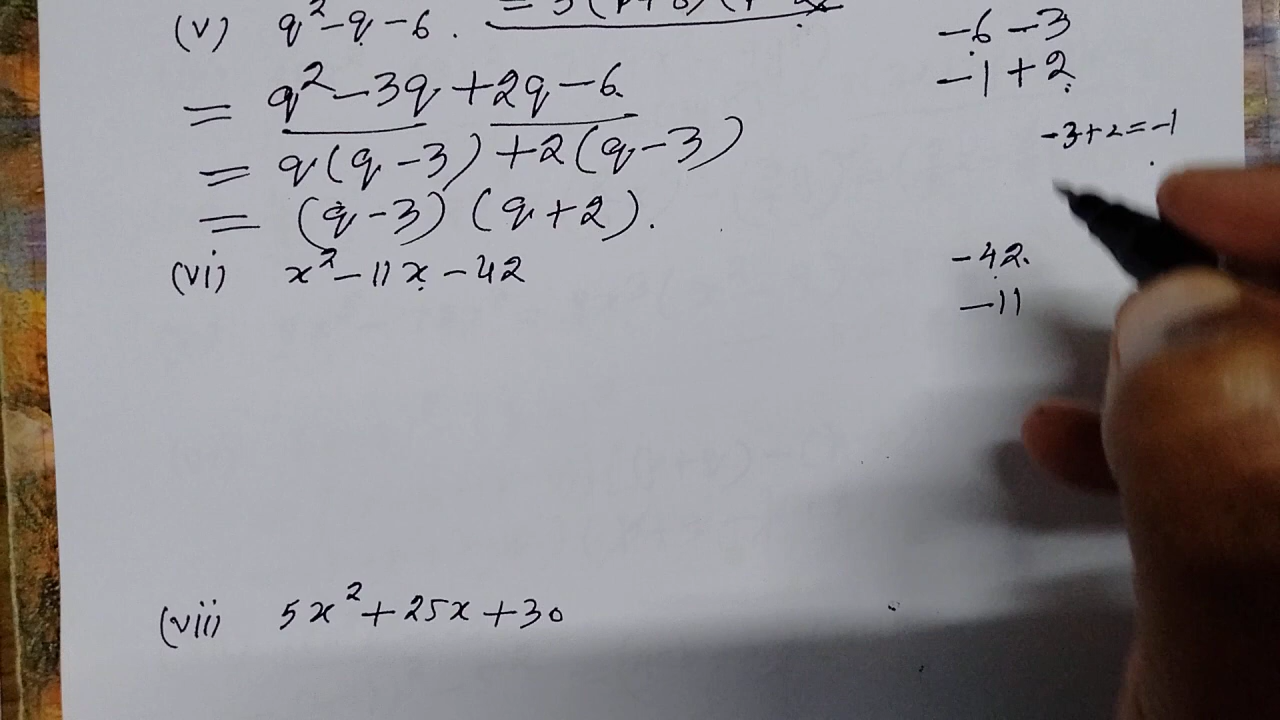 (v) q² - q - 6.
= q² - 3q + 2q - 6
= q(q - 3) + 2(q - 3)
= (q - 3) (q + 2).
(vi) x² - 11x - 42
(vii) 5x² + 25x + 30
-6 -3
-1 +2
-3+2=-1
-42
-11